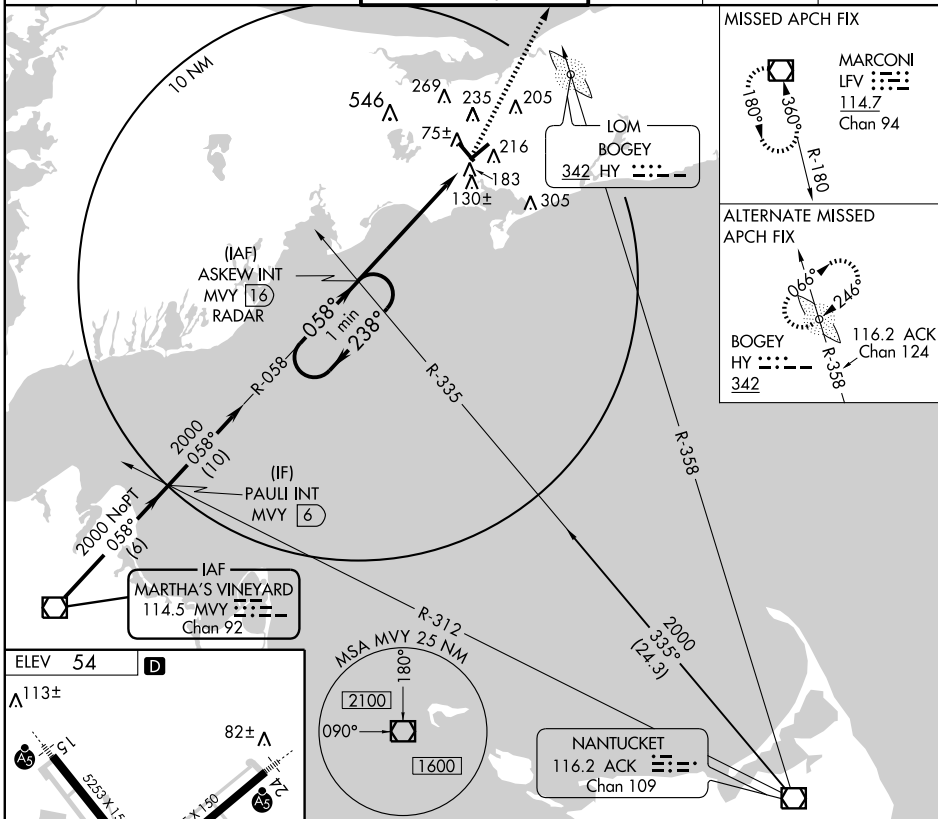 MISSED APCH FIX
MARCONI
LFV
114.7
Chan 94
180°
360°
R-180
ALTERNATE MISSED
APCH FIX
066°
246°
BOGEY
HY
342
116.2 ACK
Chan 124
R-358
10 NM
546
269
235
205
75±
216
183
130±
305
LOM
BOGEY
342 HY
(IAF)
ASKEW INT
MVY 16
RADAR
058°
1 min
238°
R-058
R-335
R-358
2000
058°
(10)
(IF)
PAULI INT
MVY 6
2000 NoPT
058°
(6)
IAF
MARTHA'S VINEYARD
114.5 MVY
Chan 92
R-312
2000
335°
(24.3)
MSA MVY 25 NM
180°
2100
090°
1600
NANTUCKET
116.2 ACK
Chan 109
ELEV 54
D
113±
82±
A5
15
24
A5
5253 X 15
X 150